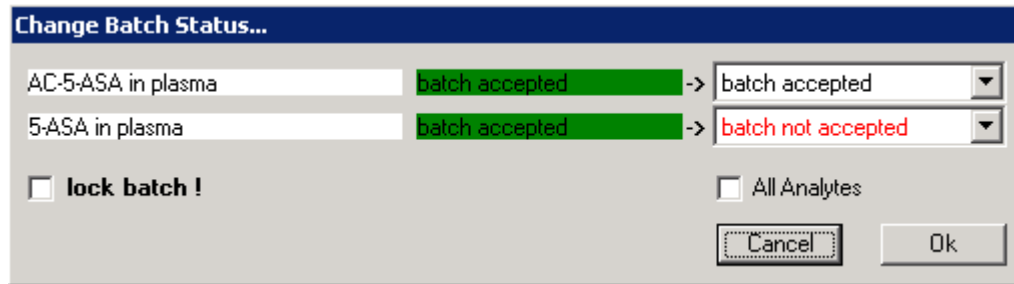 Change Batch Status...
AC-5-ASA in plasma batch accepted -> batch accepted
5-ASA in plasma batch accepted -> batch not accepted
lock batch ! All Analytes
Cancel Ok